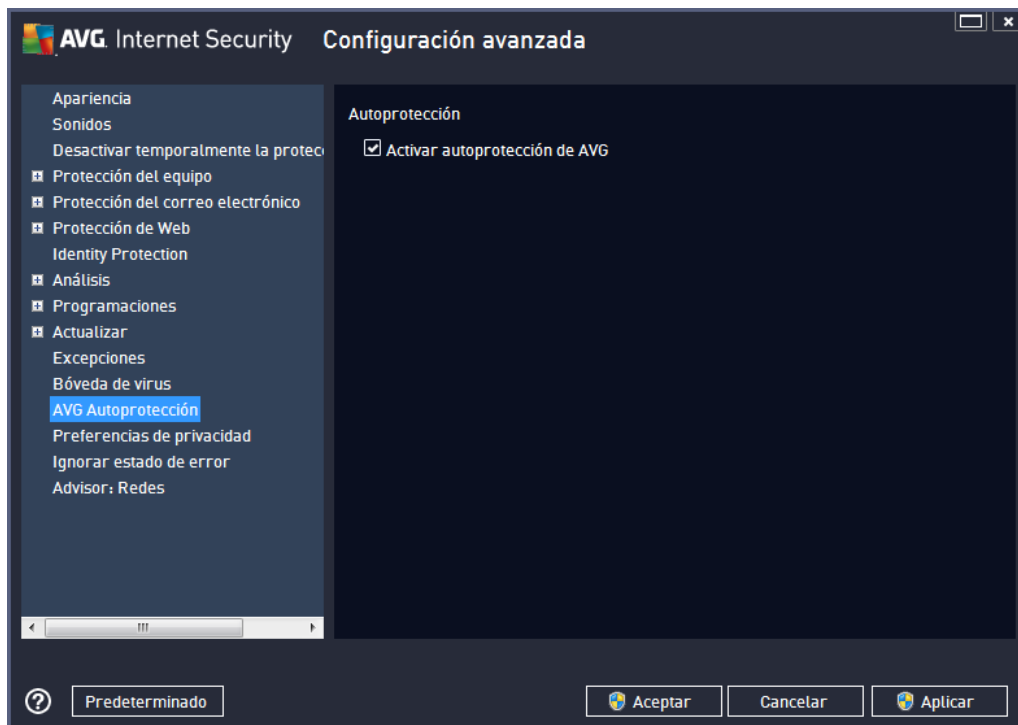 AVG. Internet Security Configuración avanzada
Apariencia
Sonidos
Desactivar temporalmente la protec
Protección del equipo
Protección del correo electrónico
Protección de Web
Identity Protection
Análisis
Programaciones
Actualizar
Excepciones
Bóveda de virus
AVG Autoprotección
Preferencias de privacidad
Ignorar estado de error
Advisor: Redes
Autoprotección
Activar autoprotección de AVG
Predeterminado
Aceptar
Cancelar
Aplicar